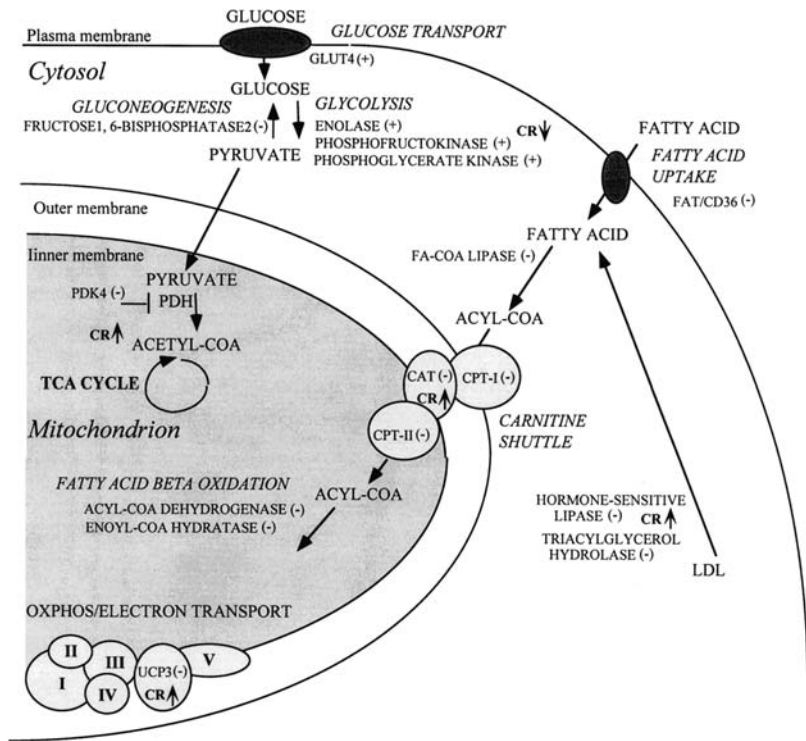 GLUCOSE
Plasma membrane
GLUCOSE TRANSPORT
GLUT4 (+)
Cytosol
GLUCOSE
GLUCONEOGENESIS
FRUCTOSE1, 6-BISPHOSPHATASE2 (-)
GLYCOLYSIS
ENOLASE (+)
PHOSPHOFRUCTOKINASE (+)
PHOSPHOGLYCERATE KINASE (+)
CR
PYRUVATE
FATTY ACID
FATTY ACID
UPTAKE
FAT/CD36 (-)
Outer membrane
FATTY ACID
Iinner membrane
FA-COA LIPASE (-)
PYRUVATE
PDK4 (-)
PDH
CR
ACETYL-COA
ACYL-COA
TCA CYCLE
CAT (-)
CR
CPT-I (-)
CARNITINE
SHUTTLE
Mitochondrion
CPT-II (-)
FATTY ACID BETA OXIDATION
ACYL-COA
ACYL-COA DEHYDROGENASE (-)
ENOYL-COA HYDRATASE (-)
HORMONE-SENSITIVE
LIPASE (-)
CR
TRIACYLGLYCEROL
HYDROLASE (-)
LDL
OXPHOS/ELECTRON TRANSPORT
I
II
III
IV
UCP3 (-)
CR
V